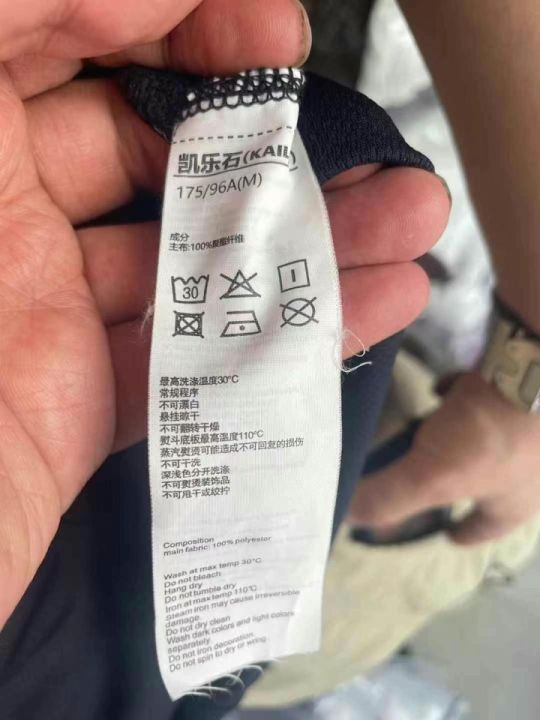 凯乐石(KAIL
175/96A(M)
成分
主布:100%聚酯纤维
30
最高洗涤温度30℃
常规程序
不可漂白
悬挂晾干
不可翻转干燥
熨斗底板最高温度110℃
蒸汽熨烫可能造成不可回复的损伤
不可干洗
深浅色分开洗涤
不可熨烫装饰品
不可甩干或绞拧
Composition
main fabric: 100% polyester
Wash at max temp 30℃
Do not bleach
Hang dry
Do not tumble dry
Iron at max temp 110℃
Steam iron may cause irreversible
damage.
Do not dry clean
Wash dark colors and light colors
separately.
Do not iron decoration
Do not spin to dry or wring